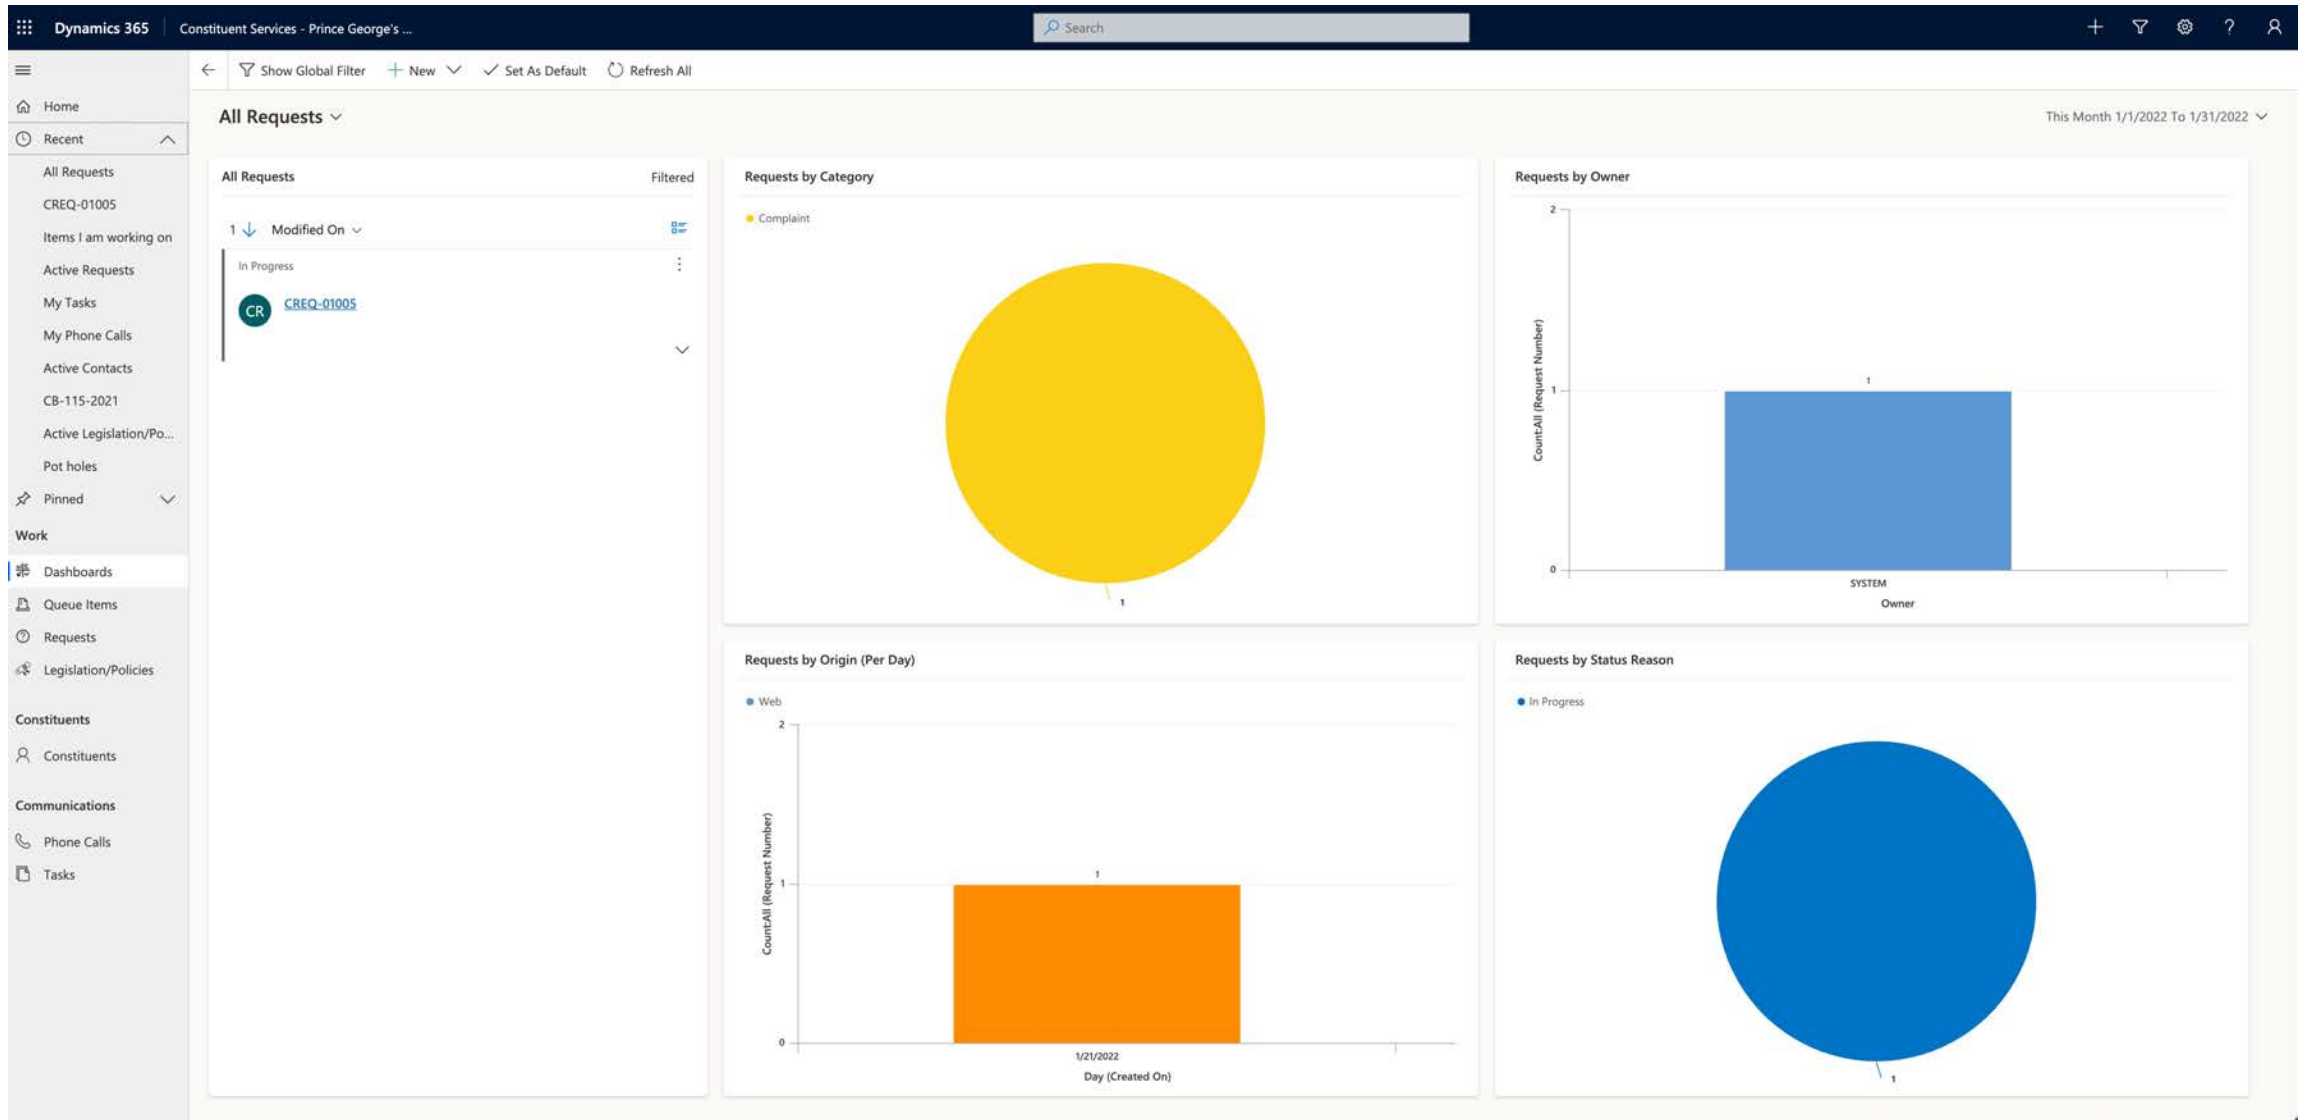 Dynamics 365
Constituent Services - Prince George's ...
Search
Show Global Filter
New
Set As Default
Refresh All
Home
Recent
All Requests
CREQ-01005
Items I am working on
Active Requests
My Tasks
My Phone Calls
Active Contacts
CB-115-2021
Active Legislation/Po...
Pot holes
Pinned
Work
Dashboards
Queue Items
Requests
Legislation/Policies
Constituents
Constituents
Communications
Phone Calls
Tasks
All Requests
This Month 1/1/2022 To 1/31/2022
All Requests
Filtered
1
Modified On
In Progress
CR
CREQ-01005
Requests by Category
Complaint
1
Requests by Owner
2
1
0
Count:All (Request Number)
1
SYSTEM
Owner
Requests by Origin (Per Day)
Web
2
1
0
Count:All (Request Number)
1
1/21/2022
Day (Created On)
Requests by Status Reason
In Progress
1